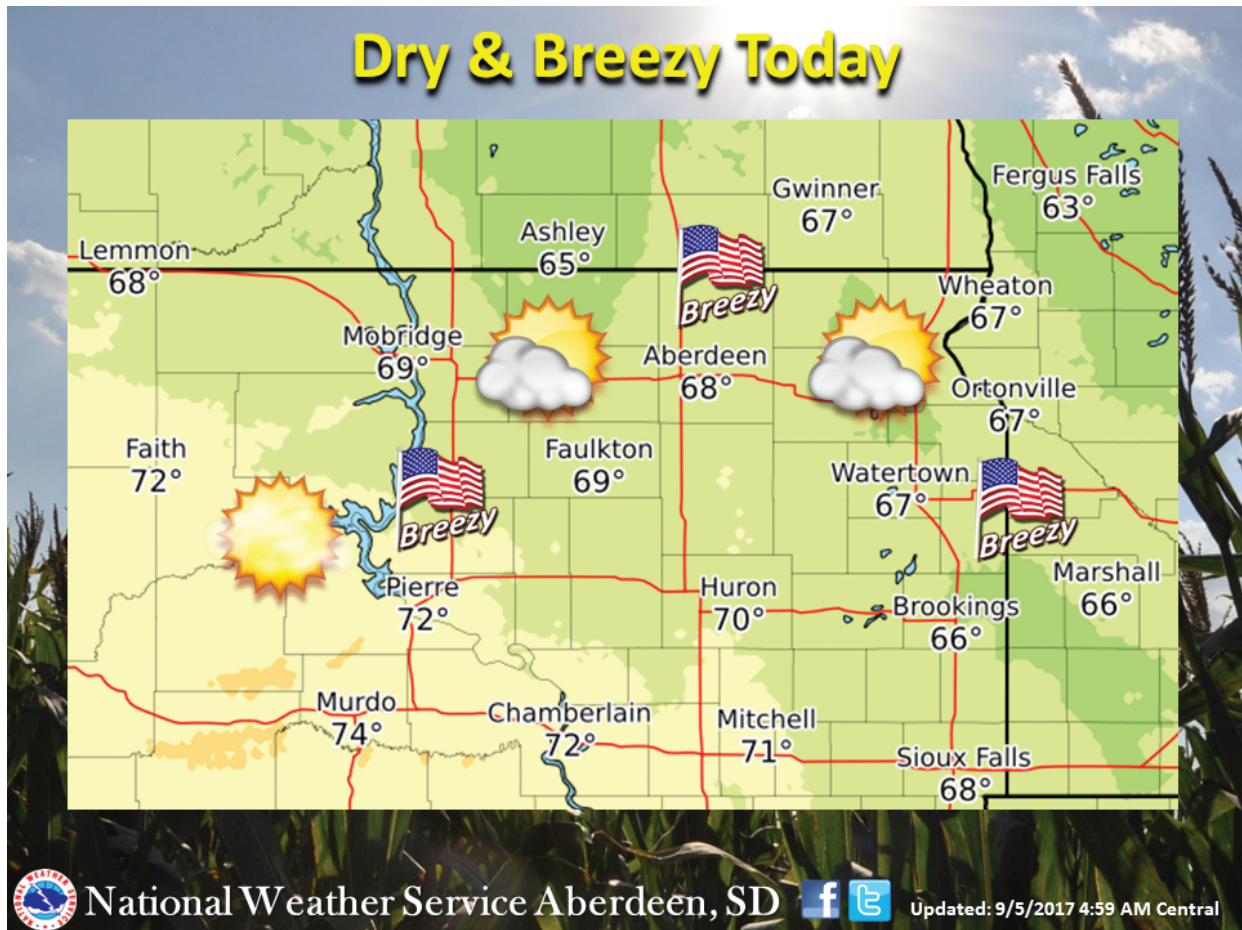 Dry & Breezy Today
Gwinner
67°
Fergus Falls
63°
Ashley
65°
Lemmon
68°
Breezy
Wheaton
67°
Mobridge
69°
Aberdeen
68°
Ortonville
67°
Faith
72°
Faulkton
69°
Watertown
67°
Breezy
Breezy
Pierre
72°
Huron
70°
Marshall
66°
Brookings
66°
Murdo
74°
Chamberlain
72°
Mitchell
71°
Sioux Falls
68°
NATIONAL WEATHER SERVICE
National Weather Service Aberdeen, SD
f
t
Updated: 9/5/2017 4:59 AM Central